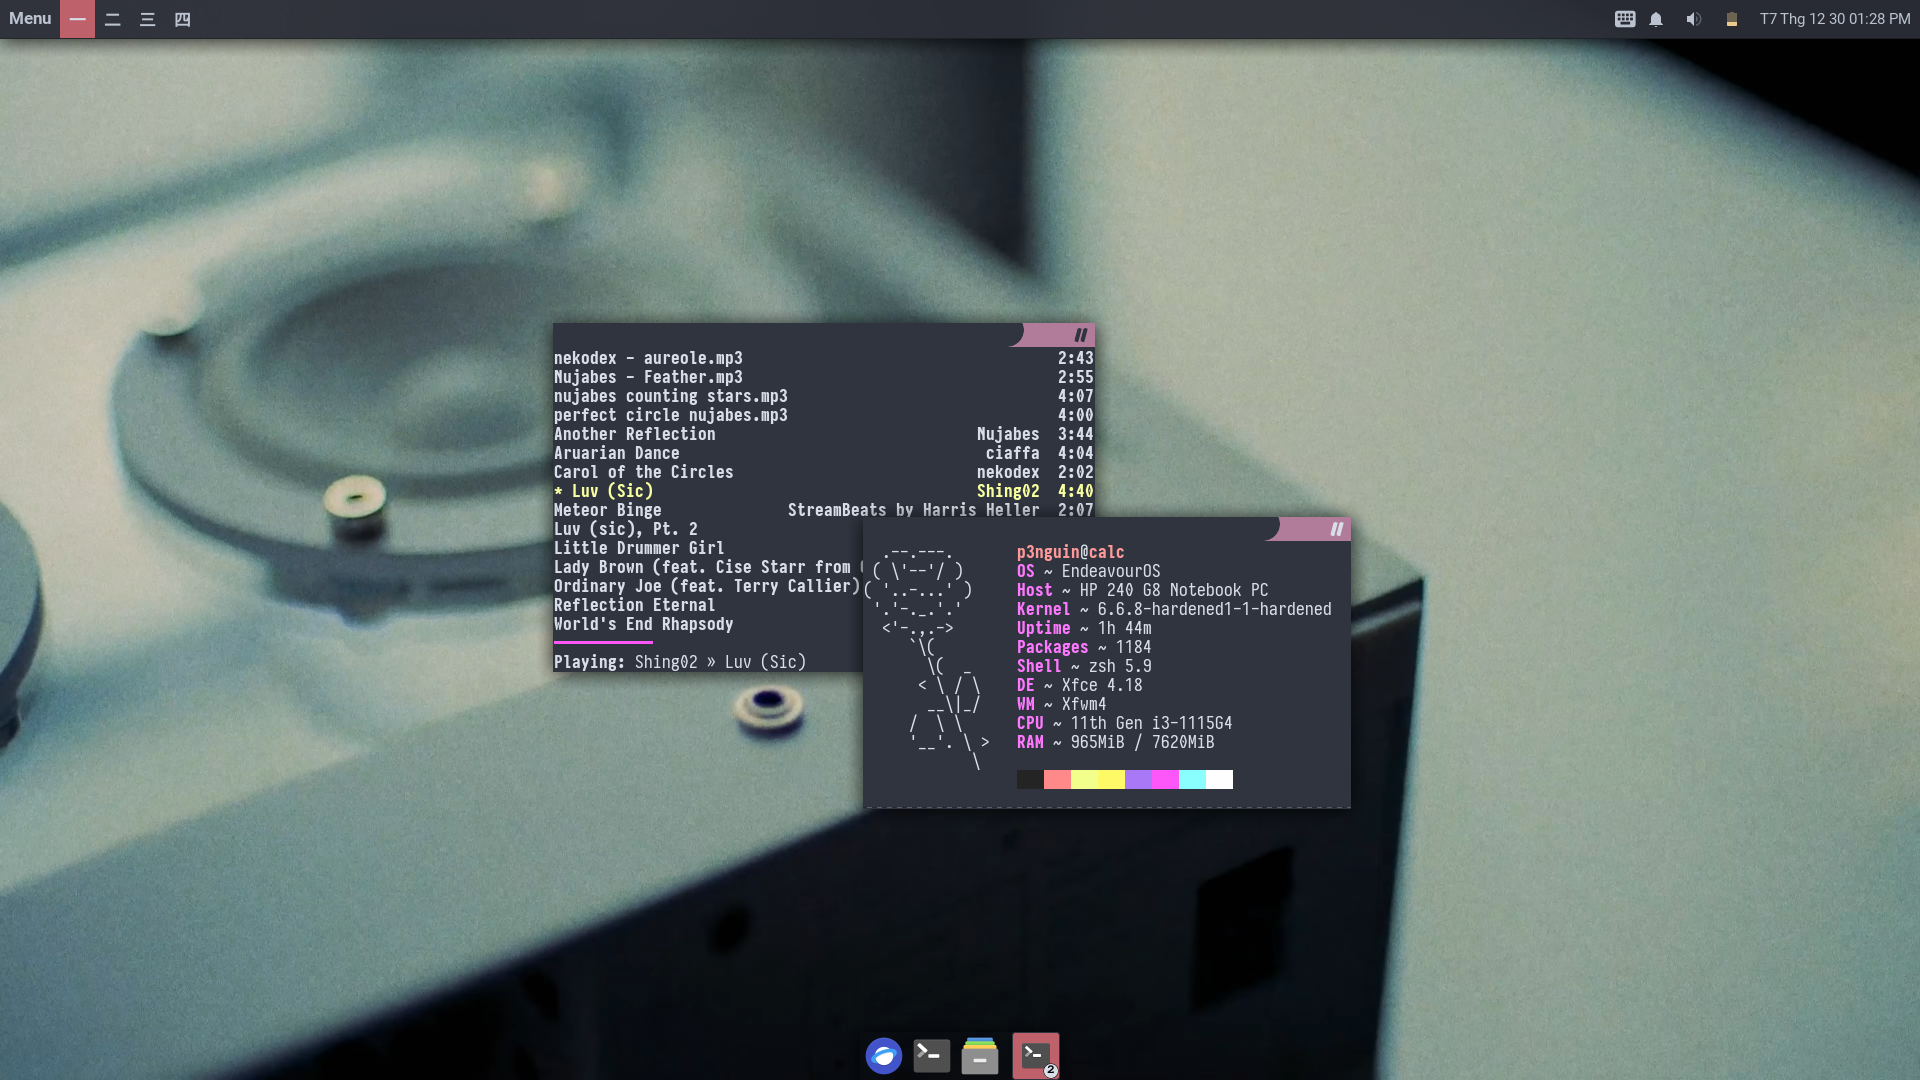 Menu 一 二 三 四 T7 Thg 12 30 01:28 PM
nekodex - aureole.mp3 2:43
Nujabes - Feather.mp3 2:55
nujabes counting stars.mp3 4:07
perfect circle nujabes.mp3 4:00
Another Reflection Nujabes 3:44
Aruarian Dance ciaffa 4:04
Carol of the Circles nekodex 2:02
* Luv (Sic) Shing02 4:40
Meteor Binge StreamBeats by Harris Heller 2:07
Luv (sic), Pt. 2
Little Drummer Girl
Lady Brown (feat. Cise Starr from
Ordinary Joe (feat. Terry Callier)
Reflection Eternal
World's End Rhapsody
Playing: Shing02 » Luv (Sic)
p3nguin@calc
OS ~ EndeavourOS
Host ~ HP 240 G8 Notebook PC
Kernel ~ 6.6.8-hardened1-1-hardened
Uptime ~ 1h 44m
Packages ~ 1184
Shell ~ zsh 5.9
DE ~ Xfce 4.18
WM ~ Xfwm4
CPU ~ 11th Gen i3-1115G4
RAM ~ 965MiB / 7620MiB
2